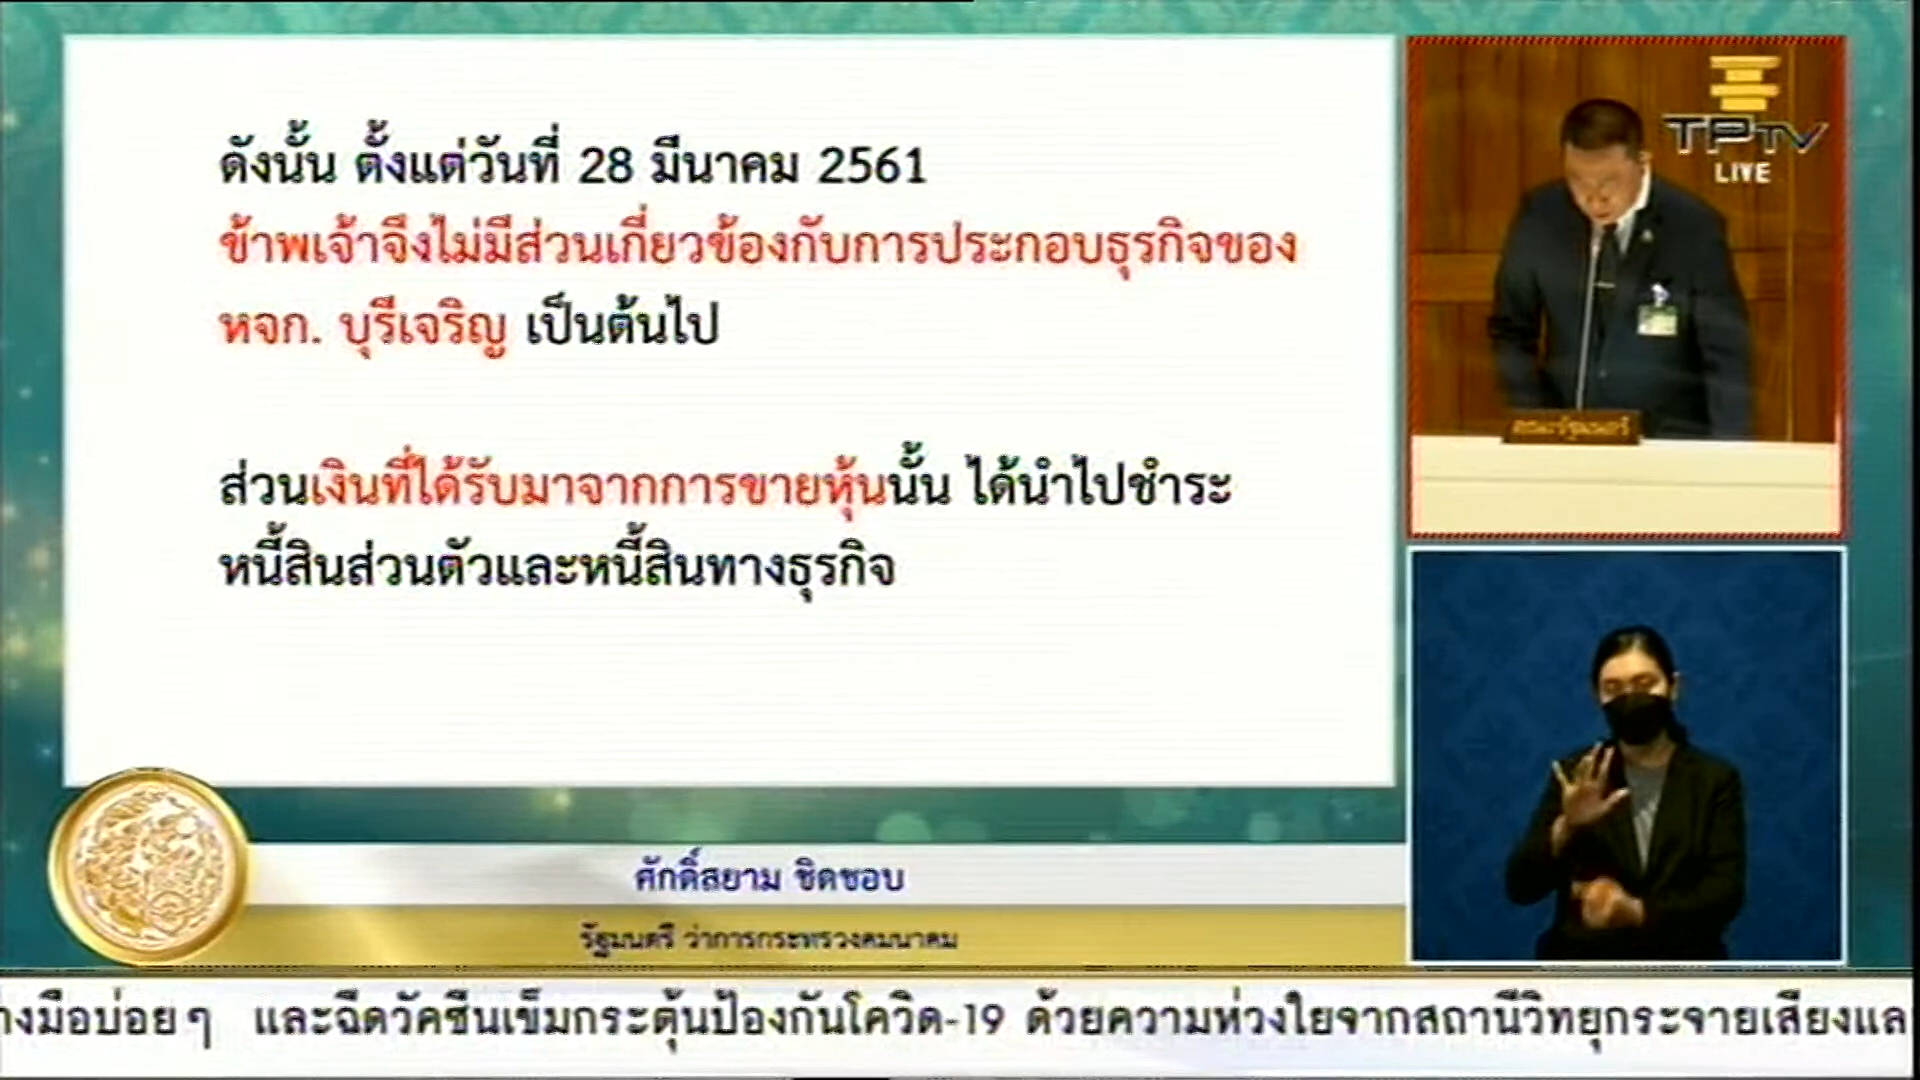 ดังนั้น ตั้งแต่วันที่ 28 มีนาคม 2561
ข้าพเจ้าจึงไม่มีส่วนเกี่ยวข้องกับการประกอบธุรกิจของ
หจก. บุรีเจริญ เป็นต้นไป
ส่วนเงินที่ได้รับมาจากการขายหุ้นนั้น ได้นำไปชำระ
หนี้สินส่วนตัวและหนี้สินทางธุรกิจ
TPTV
LIVE
คณะรัฐมนตรี
ศักดิ์สยาม ชิดชอบ
รัฐมนตรี ว่าการกระทรวงคมนาคม
างมือบ่อยๆ และฉีดวัคซีนเข็มกระตุ้นป้องกันโควิด-19 ด้วยความห่วงใยจากสถานีวิทยุกระจายเสียงแล